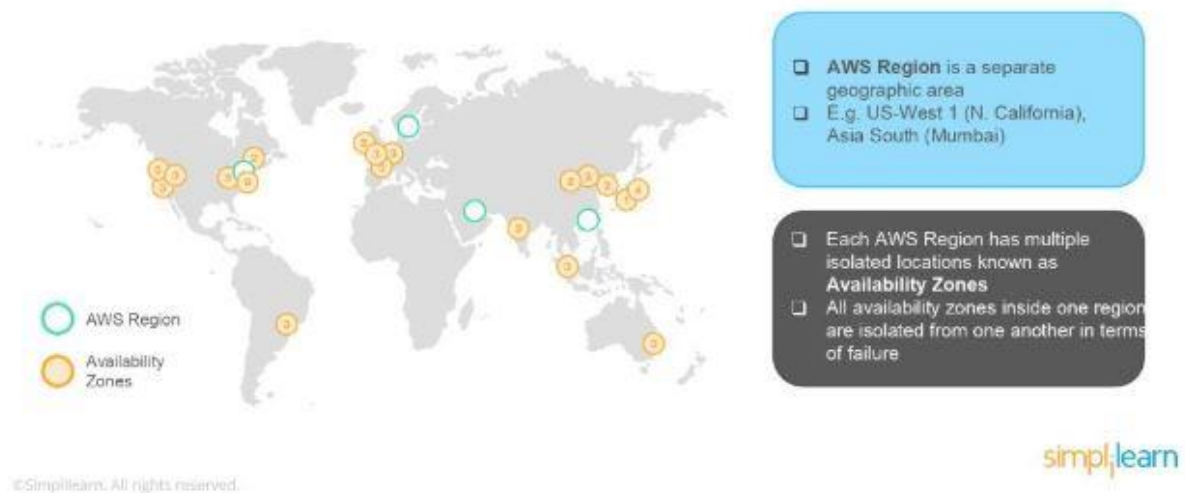 ❑ AWS Region is a separate
geographic area
❑ E.g. US-West 1 (N. California),
Asia South (Mumbai)
❑ Each AWS Region has multiple
isolated locations known as
Availability Zones
❑ All availability zones inside one region
are isolated from one another in terms
of failure
AWS Region
Availability
Zones
simplilearn
©Simplilearn. All rights reserved.